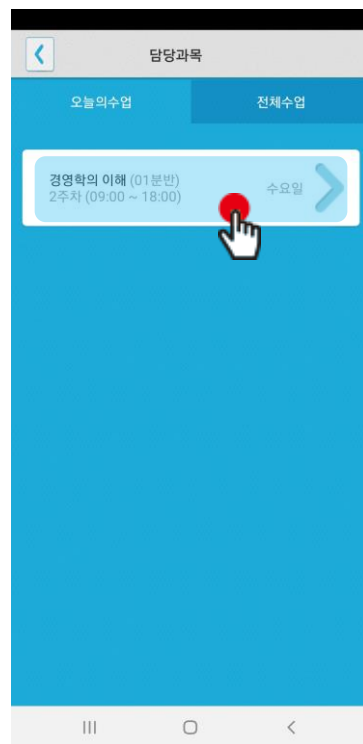 담당과목
오늘의수업
전체수업
경영학의 이해 (01분반)
2주차 (09:00 ~ 18:00)
수요일